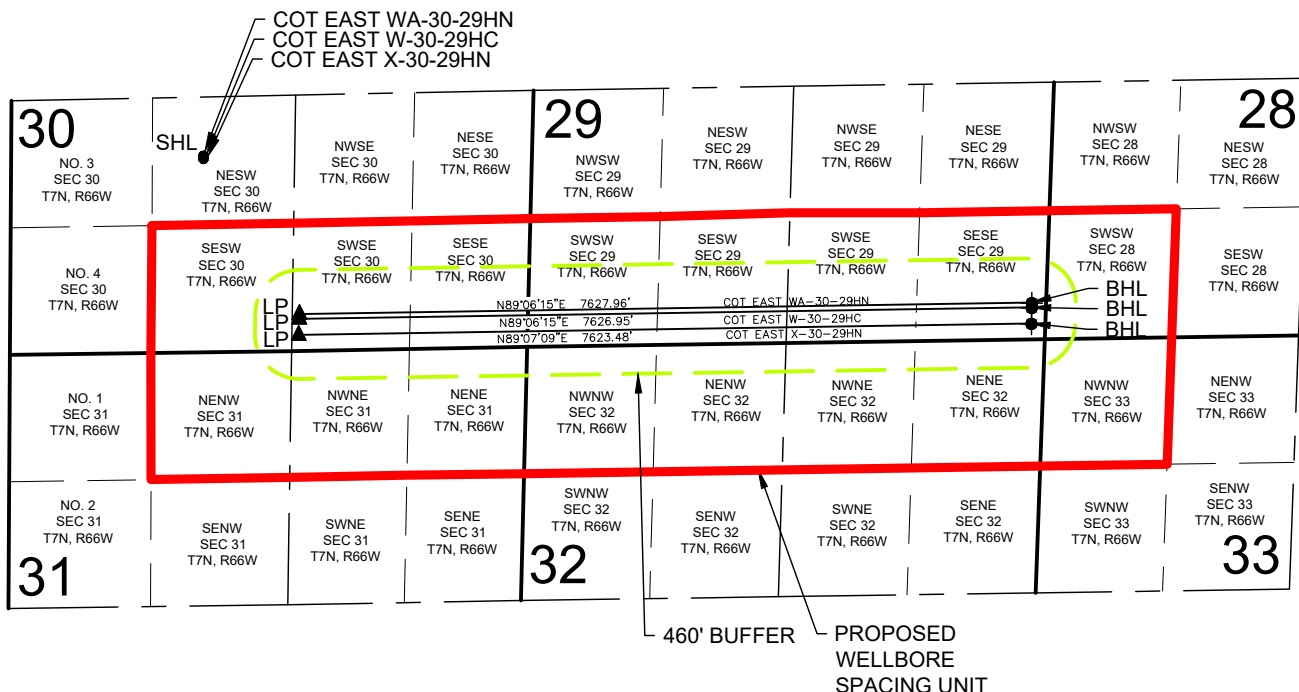 COT EAST WA-30-29HN
COT EAST W-30-29HC
COT EAST X-30-29HN
30
29
28
SHL
NO. 3
SEC 30
T7N, R66W
NESW
SEC 30
T7N, R66W
NWSE
SEC 30
T7N, R66W
NESE
SEC 30
T7N, R66W
NWSW
SEC 29
T7N, R66W
NESW
SEC 29
T7N, R66W
NWSE
SEC 29
T7N, R66W
NESE
SEC 29
T7N, R66W
NWSW
SEC 28
T7N, R66W
NESW
SEC 28
T7N, R66W
NO. 4
SEC 30
T7N, R66W
SESW
SEC 30
T7N, R66W
SWSE
SEC 30
T7N, R66W
SESE
SEC 30
T7N, R66W
SWSW
SEC 29
T7N, R66W
SESW
SEC 29
T7N, R66W
SWSE
SEC 29
T7N, R66W
SESE
SEC 29
T7N, R66W
SWSW
SEC 28
T7N, R66W
SESW
SEC 28
T7N, R66W
LP N89°06'15"E 7627.96' COT EAST WA-30-29HN BHL
LP N89°06'15"E 7626.95' COT EAST W-30-29HC BHL
LP N89°07'09"E 7623.48' COT EAST X-30-29HN BHL
NO. 1
SEC 31
T7N, R66W
NENW
SEC 31
T7N, R66W
NWNE
SEC 31
T7N, R66W
NENE
SEC 31
T7N, R66W
NWNW
SEC 32
T7N, R66W
NENW
SEC 32
T7N, R66W
NWNE
SEC 32
T7N, R66W
NENE
SEC 32
T7N, R66W
NWNW
SEC 33
T7N, R66W
NENW
SEC 33
T7N, R66W
NO. 2
SEC 31
T7N, R66W
SENW
SEC 31
T7N, R66W
SWNE
SEC 31
T7N, R66W
SENE
SEC 31
T7N, R66W
SWNW
SEC 32
T7N, R66W
SENW
SEC 32
T7N, R66W
SWNE
SEC 32
T7N, R66W
SENE
SEC 32
T7N, R66W
SWNW
SEC 33
T7N, R66W
SENW
SEC 33
T7N, R66W
31
32
33
460' BUFFER
PROPOSED
WELLBORE
SPACING UNIT